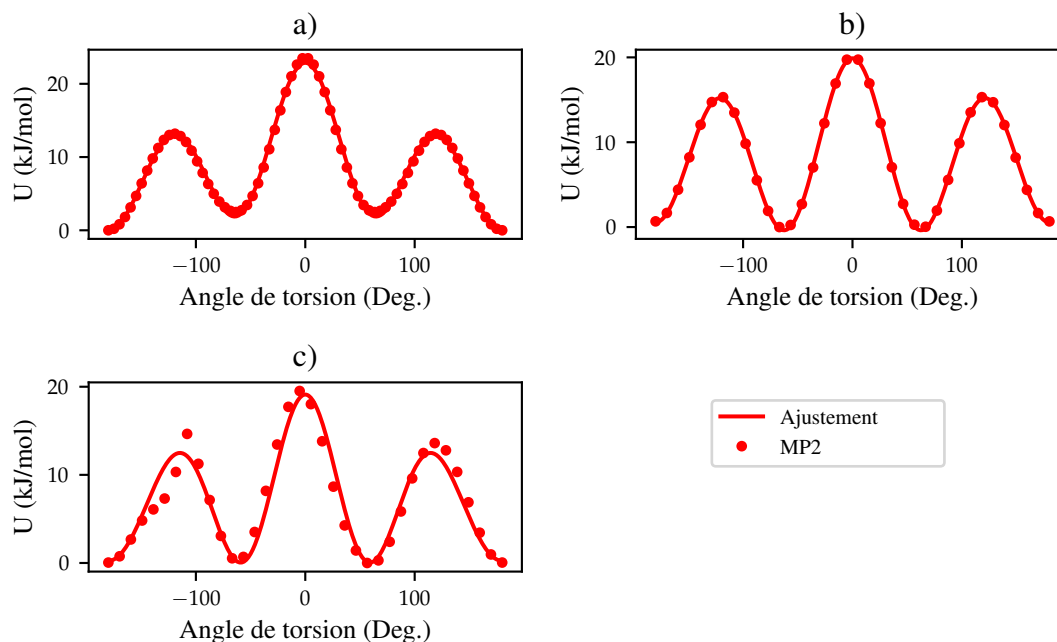 a)
U (kJ/mol)
20
10
0
−100 0 100
Angle de torsion (Deg.)
b)
U (kJ/mol)
20
10
0
−100 0 100
Angle de torsion (Deg.)
c)
U (kJ/mol)
20
10
0
−100 0 100
Angle de torsion (Deg.)
Ajustement
MP2